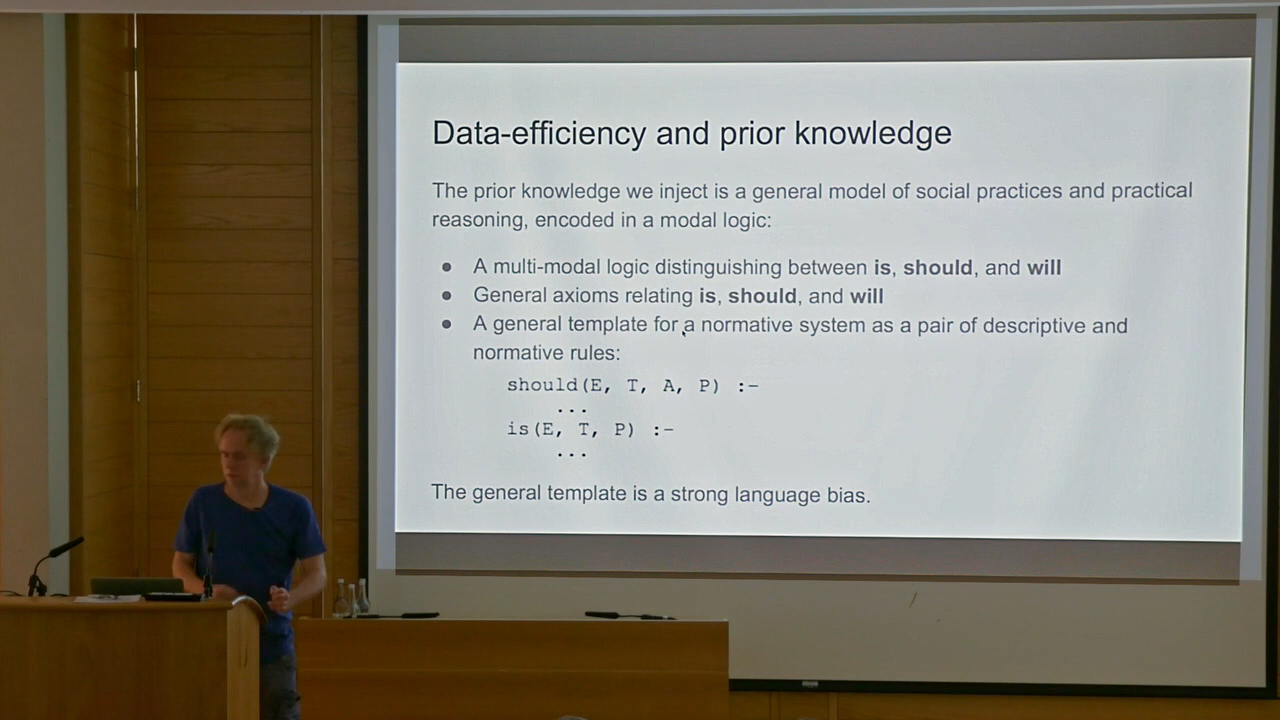 Data-efficiency and prior knowledge
The prior knowledge we inject is a general model of social practices and practical
reasoning, encoded in a modal logic:
● A multi-modal logic distinguishing between is, should, and will
● General axioms relating is, should, and will
● A general template for a normative system as a pair of descriptive and
normative rules:
should(E, T, A, P) :-
...
is(E, T, P) :-
...
The general template is a strong language bias.